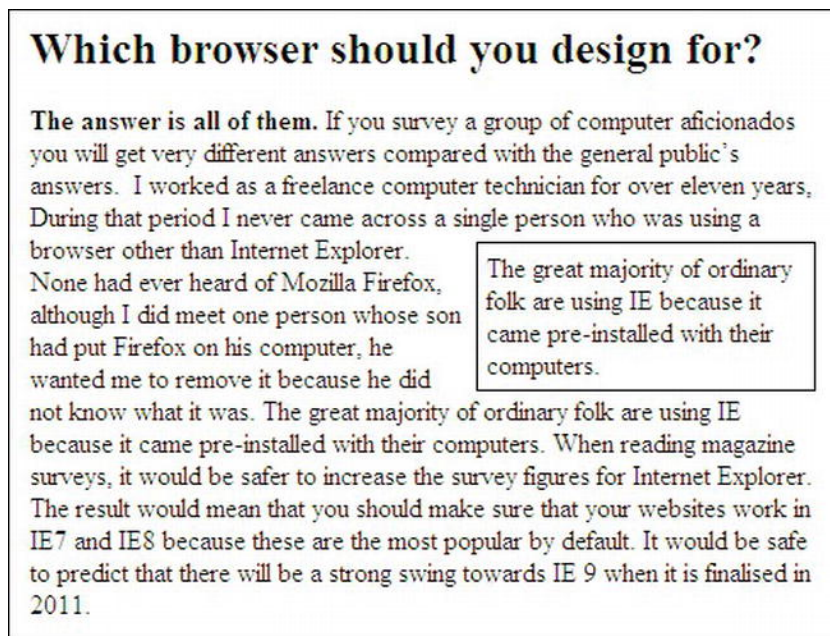 Which browser should you design for?
The answer is all of them. If you survey a group of computer aficionados
you will get very different answers compared with the general public's
answers.  I worked as a freelance computer technician for over eleven years,
During that period I never came across a single person who was using a
browser other than Internet Explorer.
None had ever heard of Mozilla Firefox,
although I did meet one person whose son
had put Firefox on his computer, he
wanted me to remove it because he did
The great majority of ordinary
folk are using IE because it
came pre-installed with their
computers.
not know what it was. The great majority of ordinary folk are using IE
because it came pre-installed with their computers. When reading magazine
surveys, it would be safer to increase the survey figures for Internet Explorer.
The result would mean that you should make sure that your websites work in
IE7 and IE8 because these are the most popular by default. It would be safe
to predict that there will be a strong swing towards IE 9 when it is finalised in
2011.